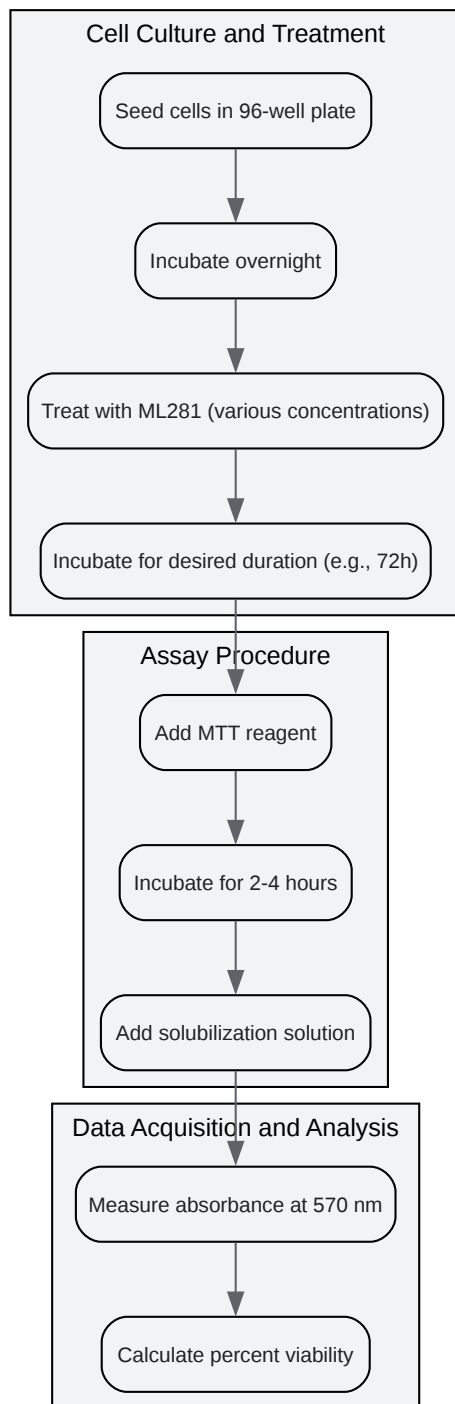 Cell Culture and Treatment
Seed cells in 96-well plate
Incubate overnight
Treat with ML281 (various concentrations)
Incubate for desired duration (e.g., 72h)
Assay Procedure
Add MTT reagent
Incubate for 2-4 hours
Add solubilization solution
Data Acquisition and Analysis
Measure absorbance at 570 nm
Calculate percent viability